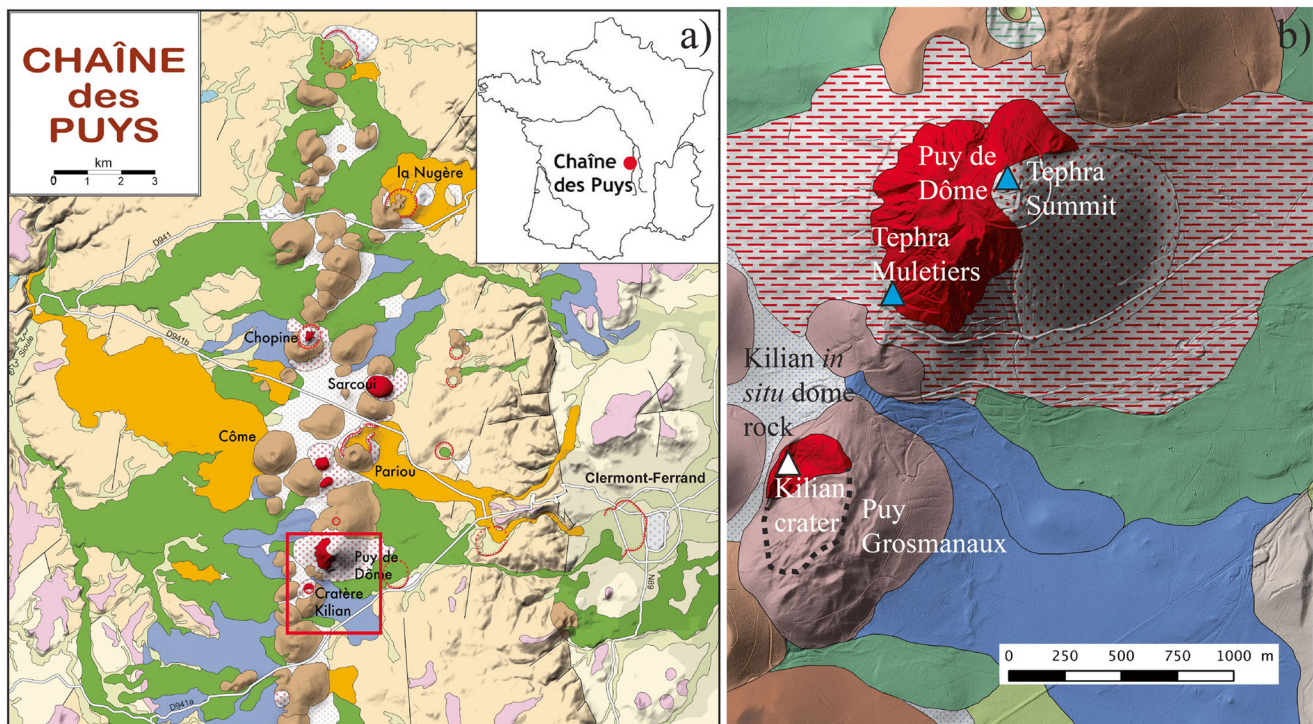 CHAÎNE
des
PUYS
km
0 1 2 3
a)
Chaîne
des Puys
la Nugère
D941
D941b
Sioule
Chopine
Sarcoui
Côme
Pariou
Clermont-Ferrand
N89
Puy de
Dôme
Cratère
Kilian
D941a
b)
Puy de
Dôme
Tephra
Summit
Tephra
Muletiers
Kilian in
situ dome
rock
Kilian
crater
Puy
Grosmanaux
0 250 500 750 1000 m